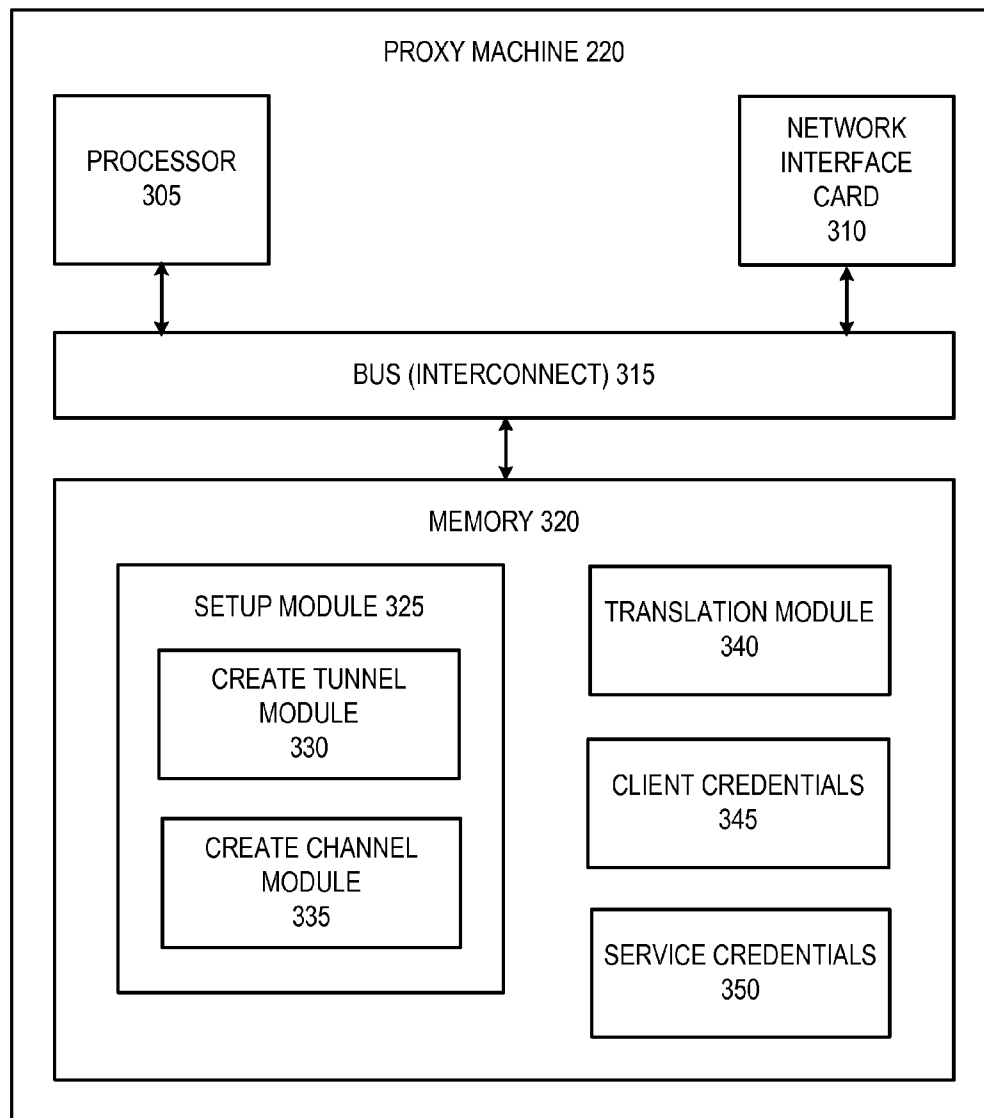 PROXY MACHINE 220
PROCESSOR
305
NETWORK
INTERFACE
CARD
310
BUS (INTERCONNECT) 315
MEMORY 320
SETUP MODULE 325
CREATE TUNNEL
MODULE
330
CREATE CHANNEL
MODULE
335
TRANSLATION MODULE
340
CLIENT CREDENTIALS
345
SERVICE CREDENTIALS
350